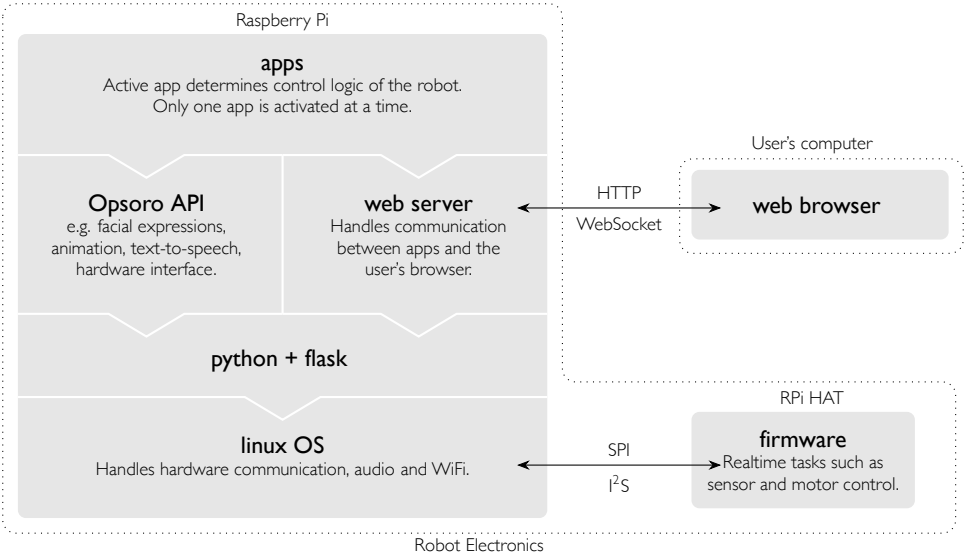 Raspberry Pi
apps
Active app determines control logic of the robot.
Only one app is activated at a time.
Opsoro API
e.g. facial expressions,
animation, text-to-speech,
hardware interface.
web server
Handles communication
between apps and the
user's browser.
HTTP
WebSocket
User's computer
web browser
python + flask
linux OS
Handles hardware communication, audio and WiFi.
SPI
I²S
RPi HAT
firmware
Realtime tasks such as
sensor and motor control.
Robot Electronics